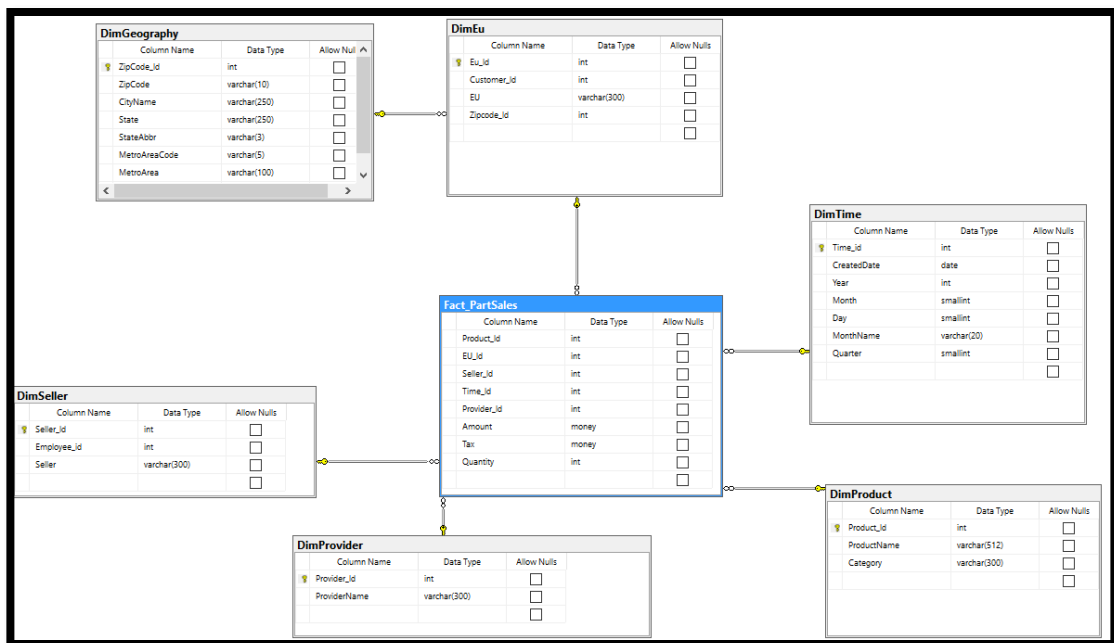 DimGeography
Column Name Data Type Allow Nul
ZipCode_Id int
ZipCode varchar(10)
CityName varchar(250)
State varchar(250)
StateAbbr varchar(3)
MetroAreaCode varchar(5)
MetroArea varchar(100)
DimEu
Column Name Data Type Allow Nulls
Eu_Id int
Customer_Id int
EU varchar(300)
Zipcode_Id int
DimTime
Column Name Data Type Allow Nulls
Time_id int
CreatedDate date
Year int
Month smallint
Day smallint
MonthName varchar(20)
Quarter smallint
Fact_PartSales
Column Name Data Type Allow Nulls
Product_Id int
EU_Id int
Seller_Id int
Time_Id int
Provider_Id int
Amount money
Tax money
Quantity int
DimSeller
Column Name Data Type Allow Nulls
Seller_Id int
Employee_id int
Seller varchar(300)
DimProvider
Column Name Data Type Allow Nulls
Provider_Id int
ProviderName varchar(300)
DimProduct
Column Name Data Type Allow Nulls
Product_Id int
ProductName varchar(512)
Category varchar(300)